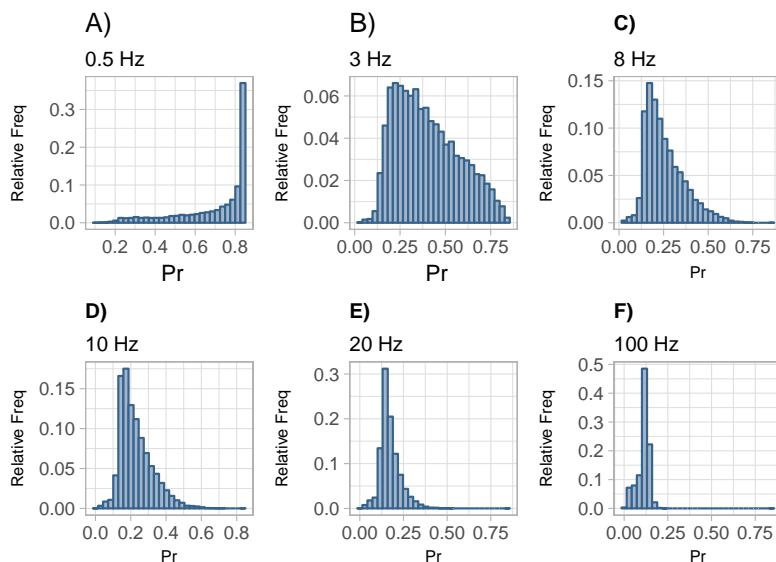 A)
0.5 Hz
Relative Freq
0.3
0.2
0.1
0.0
0.2 0.4 0.6 0.8
Pr
B)
3 Hz
Relative Freq
0.06
0.04
0.02
0.00
0.00 0.25 0.50 0.75
Pr
C)
8 Hz
Relative Freq
0.15
0.10
0.05
0.00
0.00 0.25 0.50 0.75
Pr
D)
10 Hz
Relative Freq
0.15
0.10
0.05
0.00
0.0 0.2 0.4 0.6 0.8
Pr
E)
20 Hz
Relative Freq
0.3
0.2
0.1
0.0
0.00 0.25 0.50 0.75
Pr
F)
100 Hz
Relative Freq
0.5
0.4
0.3
0.2
0.1
0.0
0.00 0.25 0.50 0.75
Pr